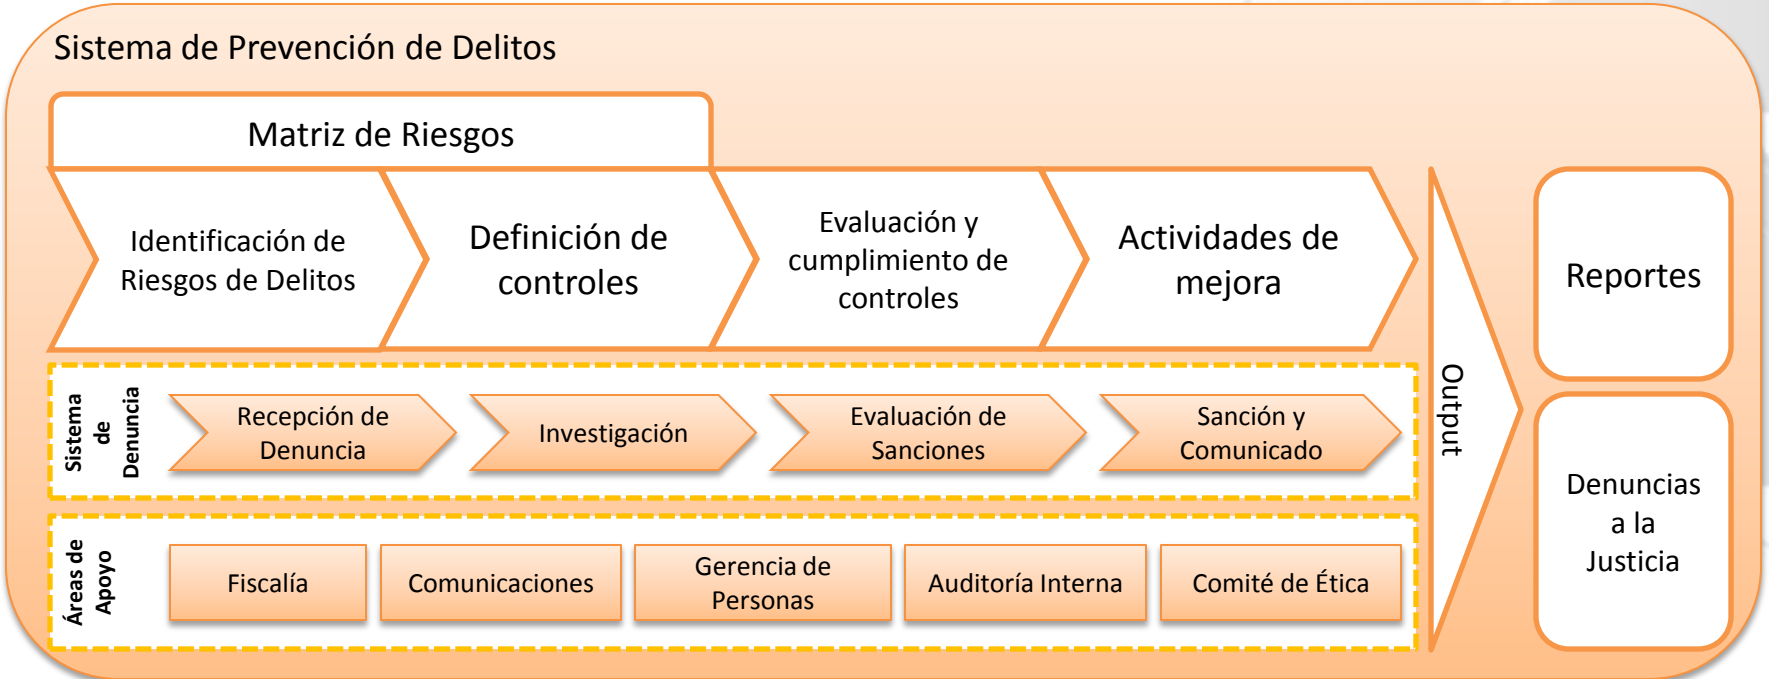 Sistema de Prevención de Delitos
Matriz de Riesgos
Identificación de
Riesgos de Delitos
Definición de
controles
Evaluación y
cumplimiento de
controles
Actividades de
mejora
Sistema
de
Denuncia
Recepción de
Denuncia
Investigación
Evaluación de
Sanciones
Sanción y
Comunicado
Áreas de
Apoyo
Fiscalía
Comunicaciones
Gerencia de
Personas
Auditoría Interna
Comité de Ética
Output
Reportes
Denuncias
a la
Justicia